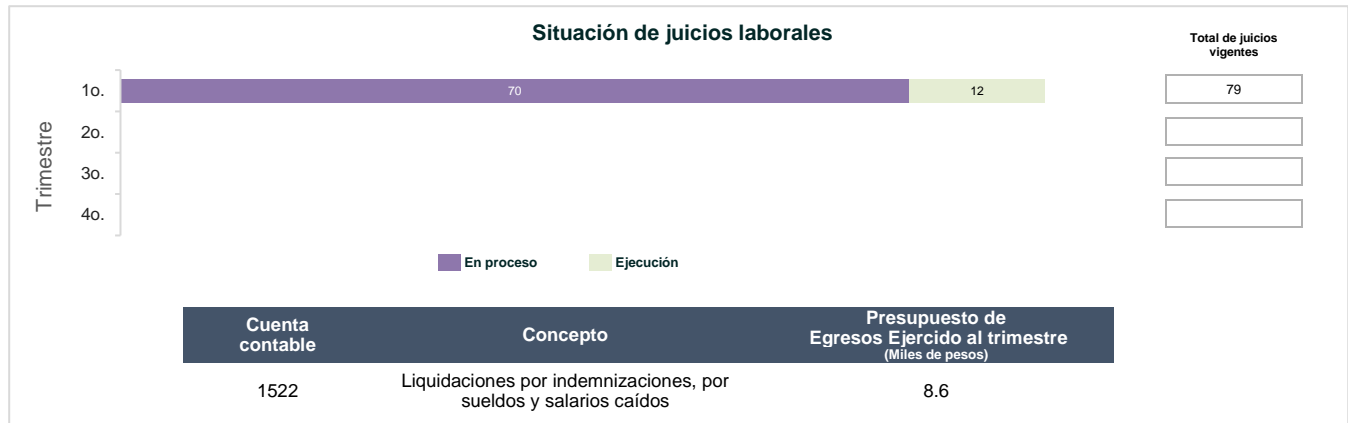 Situación de juicios laborales
Total de juicios
vigentes
Trimestre
1o.
70
12
79
2o.
3o.
4o.
En proceso
Ejecución
Cuenta
contable
Concepto
Presupuesto de
Egresos Ejercido al trimestre
(Miles de pesos)
1522
Liquidaciones por indemnizaciones, por
sueldos y salarios caídos
8.6